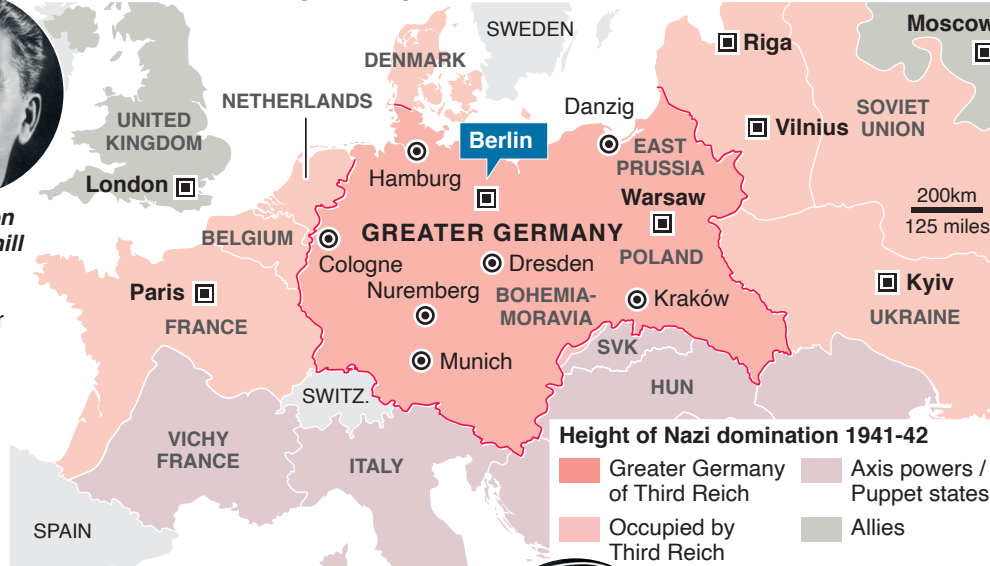 SWEDEN
Moscow
Riga
DENMARK
NETHERLANDS
Danzig
SOVIET
UNION
UNITED
KINGDOM
Vilnius
Berlin
EAST
PRUSSIA
Hamburg
London
Warsaw
200km
125 miles
GREATER GERMANY
BELGIUM
Cologne
Dresden
POLAND
Kyiv
Paris
Nuremberg
BOHEMIA-
MORAVIA
Kraków
UKRAINE
FRANCE
SVK
Munich
HUN
SWITZ.
VICHY
FRANCE
ITALY
SPAIN
Height of Nazi domination 1941-42
Greater Germany
of Third Reich
Occupied by
Third Reich
Axis powers /
Puppet states
Allies